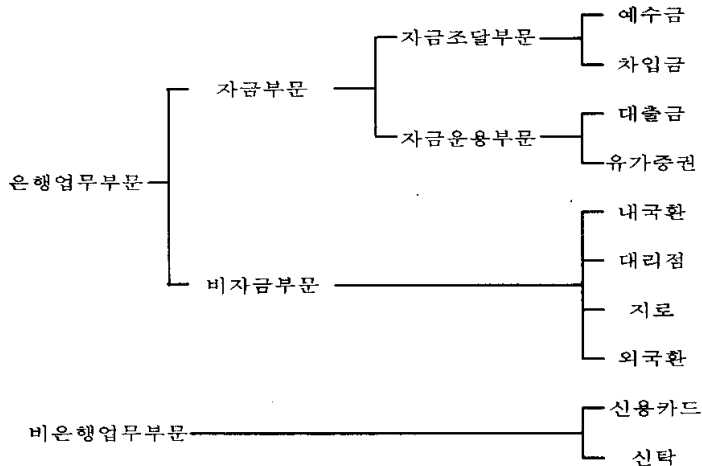 예수금
자금조달부문
차입금
자금부문
대출금
자금운용부문
유가증권
은행업무부문
내국환
대리점
비자금부문
지로
외국환
신용카드
비은행업무부문
신탁